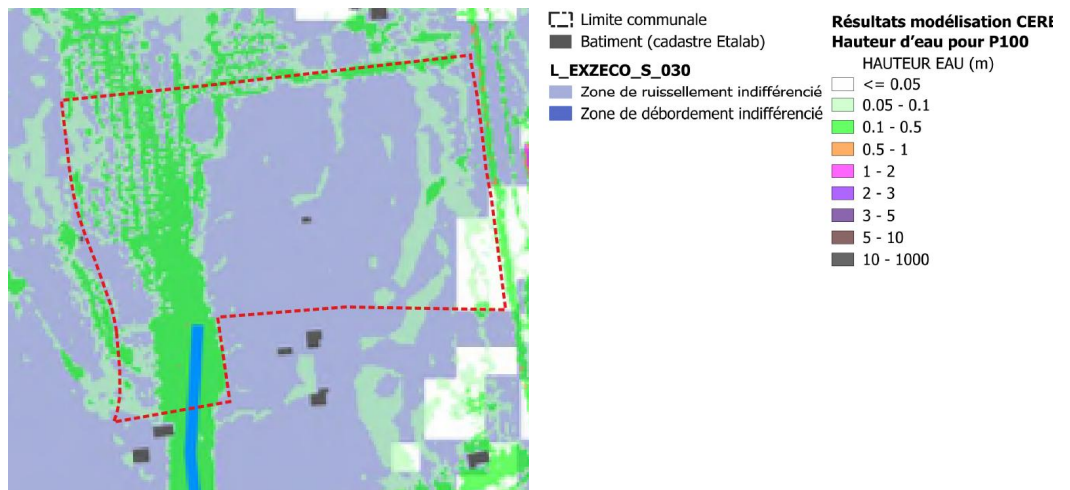 Limite communale
Batiment (cadastre Etalab)
L_EXZECO_S_030
Zone de ruissellement indifférencié
Zone de débordement indifférencié
Résultats modélisation CERE
Hauteur d'eau pour P100
HAUTEUR EAU (m)
<= 0.05
0.05 - 0.1
0.1 - 0.5
0.5 - 1
1 - 2
2 - 3
3 - 5
5 - 10
10 - 1000